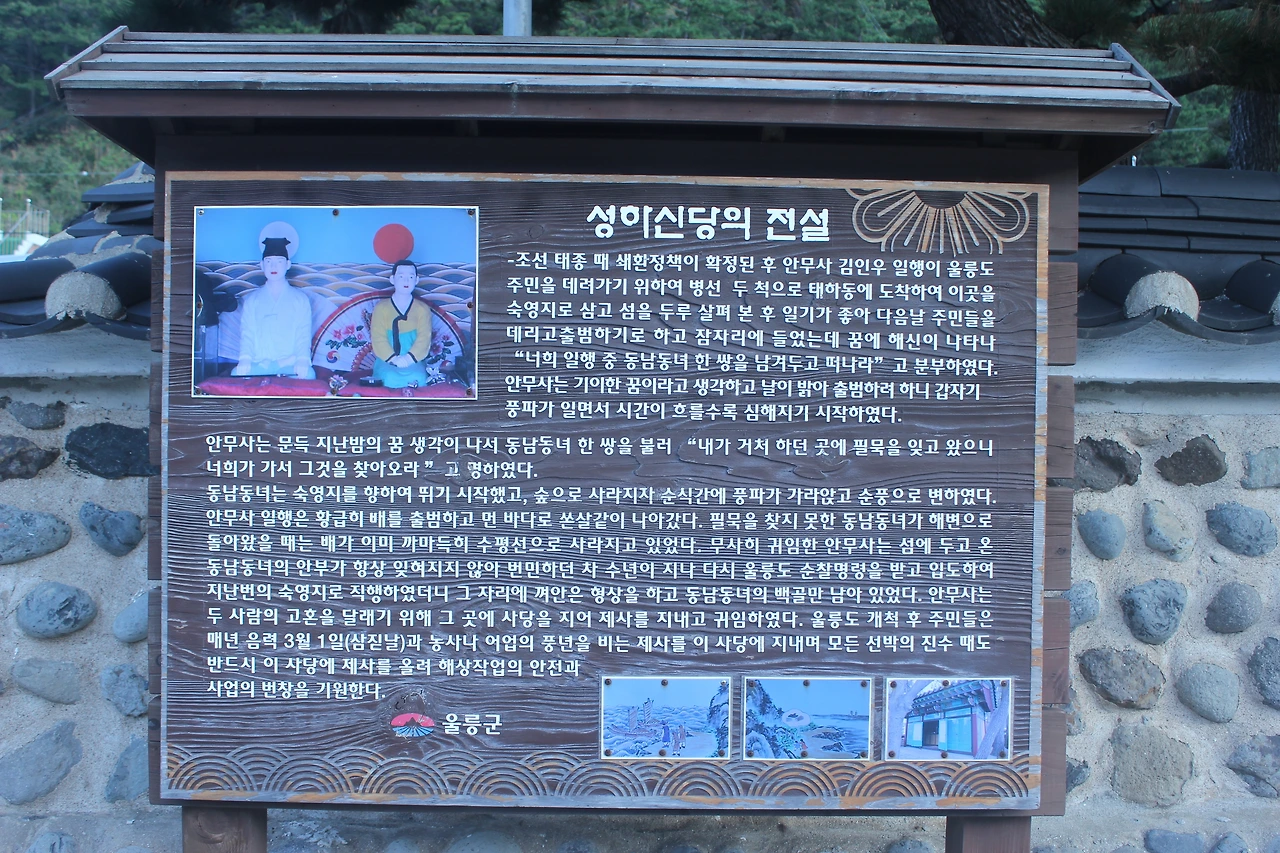 성하신당의 전설
-조선 태종 때 쇄환정책이 확정된 후 안무사 김인우 일행이 울릉도
주민을 데려가기 위하여 병선 두 척으로 태하동에 도착하여 이곳을
숙영지로 삼고 섬을 두루 살펴 본 후 일기가 좋아 다음날 주민들을
데리고출범하기로 하고 잠자리에 들었는데 꿈에 해신이 나타나
“너희 일행 중 동남동녀 한 쌍을 남겨두고 떠나라” 고 분부하였다.
안무사는 기이한 꿈이라고 생각하고 날이 밝아 출범하려 하니 갑자기
풍파가 일면서 시간이 흐를수록 심해지기 시작하였다.
안무사는 문득 지난밤의 꿈 생각이 나서 동남동녀 한 쌍을 불러 “내가 거처 하던 곳에 필묵을 잊고 왔으니
너희가 가서 그것을 찾아오라 ” 고 명하였다.
동남동녀는 숙영지를 향하여 뛰기 시작했고, 숲으로 사라지자 순식간에 풍파가 가라앉고 순풍으로 변하였다.
안무사 일행은 황급히 배를 출범하고 먼 바다로 쏜살같이 나아갔다. 필묵을 찾지 못한 동남동녀가 해변으로
돌아왔을 때는 배가 이미 까마득히 수평선으로 사라지고 있었다. 무사히 귀임한 안무사는 섬에 두고 온
동남동녀의 안부가 항상 잊혀지지 않아 번민하던 차 수년이 지나 다시 울릉도 순찰명령을 받고 입도하여
지난번의 숙영지로 직행하였더니 그 자리에 껴안은 형상을 하고 동남동녀의 백골만 남아 있었다. 안무사는
두 사람의 고혼을 달래기 위해 그 곳에 사당을 지어 제사를 지내고 귀임하였다. 울릉도 개척 후 주민들은
매년 음력 3월 1일(삼짇날)과 농사나 어업의 풍년을 비는 제사를 이 사당에 지내며 모든 선박의 진수 때도
반드시 이 사당에 제사를 올려 해상작업의 안전과
사업의 번창을 기원한다.
울릉군